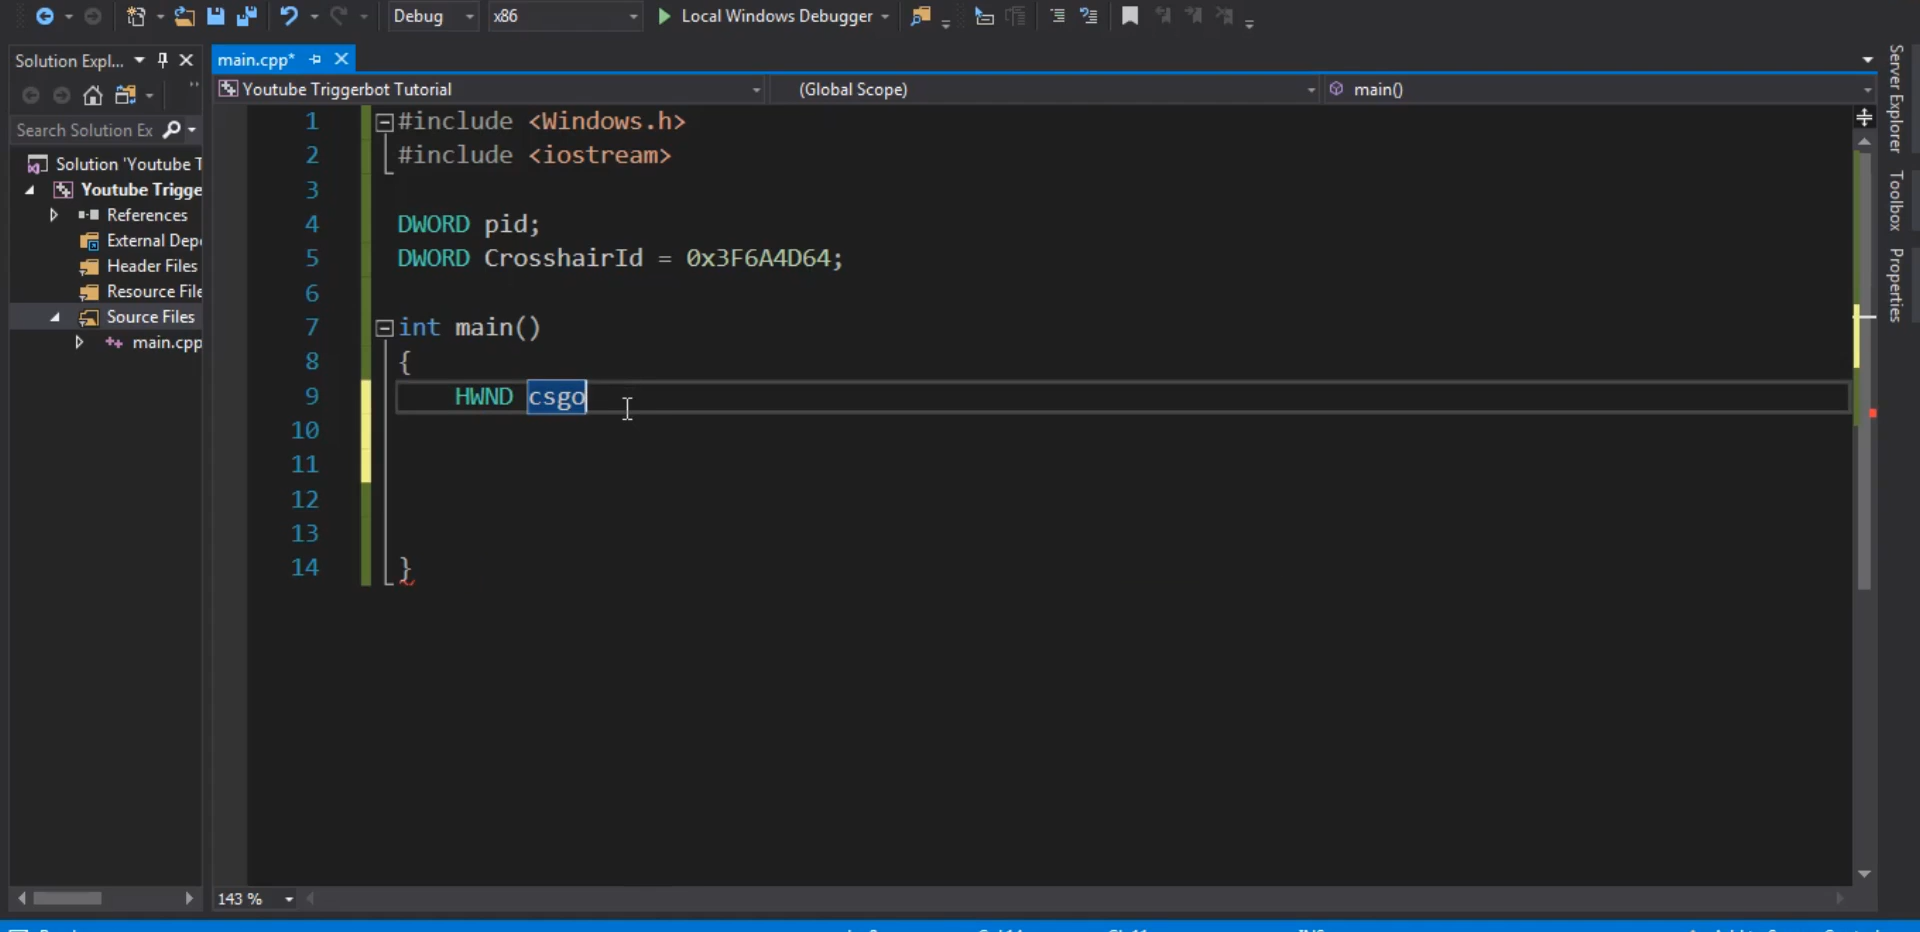 Debug x86 Local Windows Debugger
Solution Expl... main.cpp*
Youtube Triggerbot Tutorial (Global Scope) main()
Search Solution Ex
Solution 'Youtube T
Youtube Trigge
References
External Dep
Header Files
Resource File
Source Files
main.cpp
1 #include <Windows.h>
2 #include <iostream>
3
4 DWORD pid;
5 DWORD CrosshairId = 0x3F6A4D64;
6
7 int main()
8 {
9 HWND csgo
10
11
12
13
14 }
Server Explorer
Toolbox
Properties
143 %